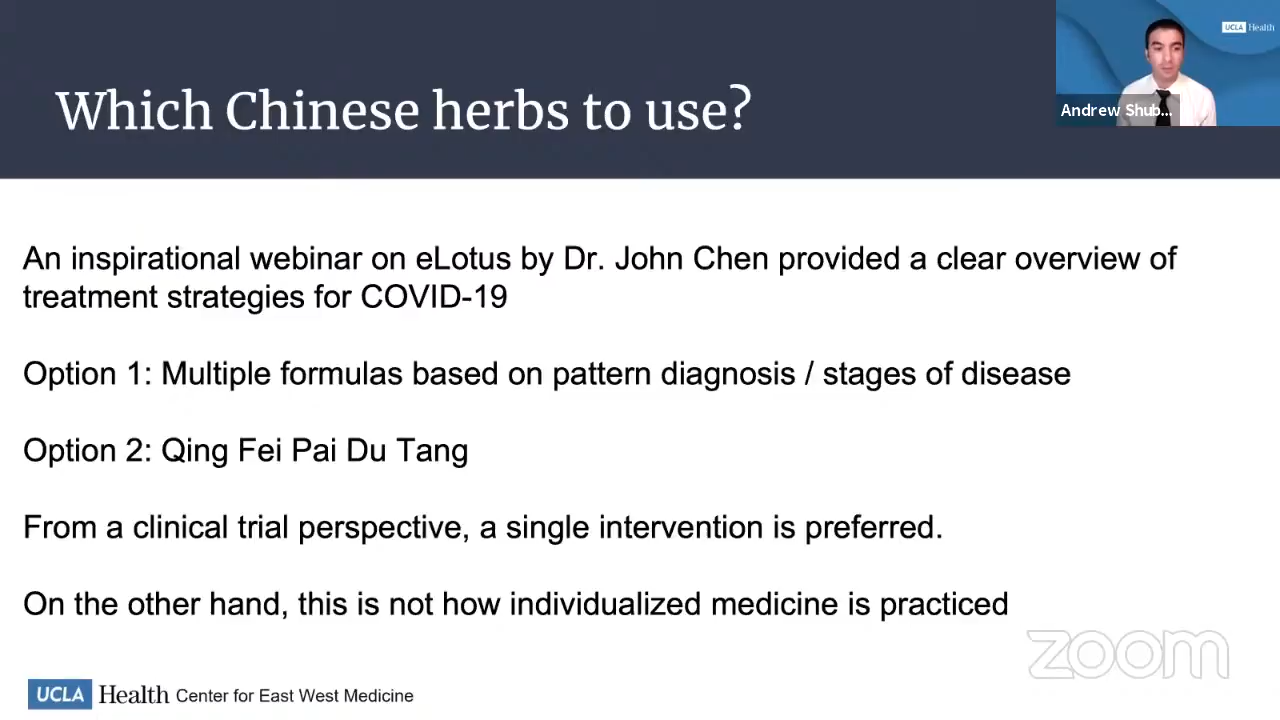 UCLA Health
Which Chinese herbs to use?
Andrew Shub...
An inspirational webinar on eLotus by Dr. John Chen provided a clear overview of
treatment strategies for COVID-19
Option 1: Multiple formulas based on pattern diagnosis / stages of disease
Option 2: Qing Fei Pai Du Tang
From a clinical trial perspective, a single intervention is preferred.
On the other hand, this is not how individualized medicine is practiced
zoom
UCLA Health Center for East West Medicine